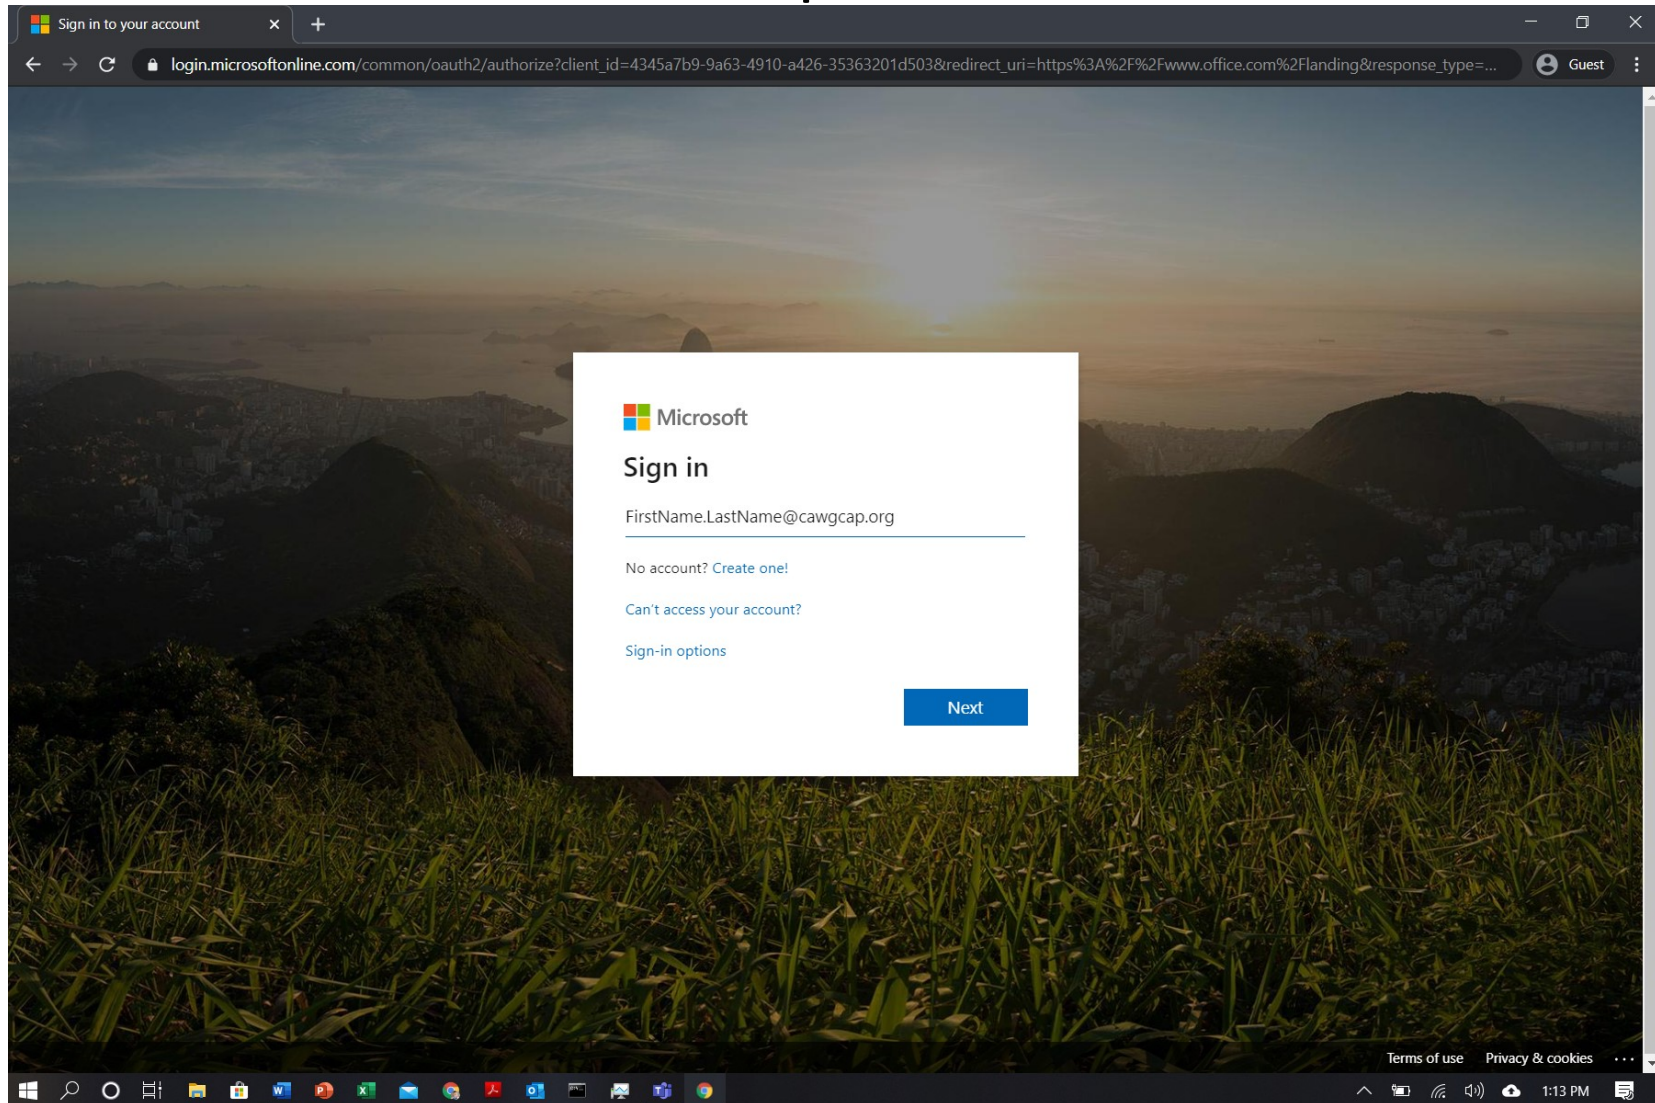 Sign in to your account
login.microsoftonline.com/common/oauth2/authorize?client_id=4345a7b9-9a63-4910-a426-35363201d503&redirect_uri=https%3A%2F%2Fwww.office.com%2Flanding&response_type=...
Guest
Microsoft
Sign in
FirstName.LastName@cawgcap.org
No account? Create one!
Can't access your account?
Sign-in options
Next
Terms of use Privacy & cookies ...
1:13 PM